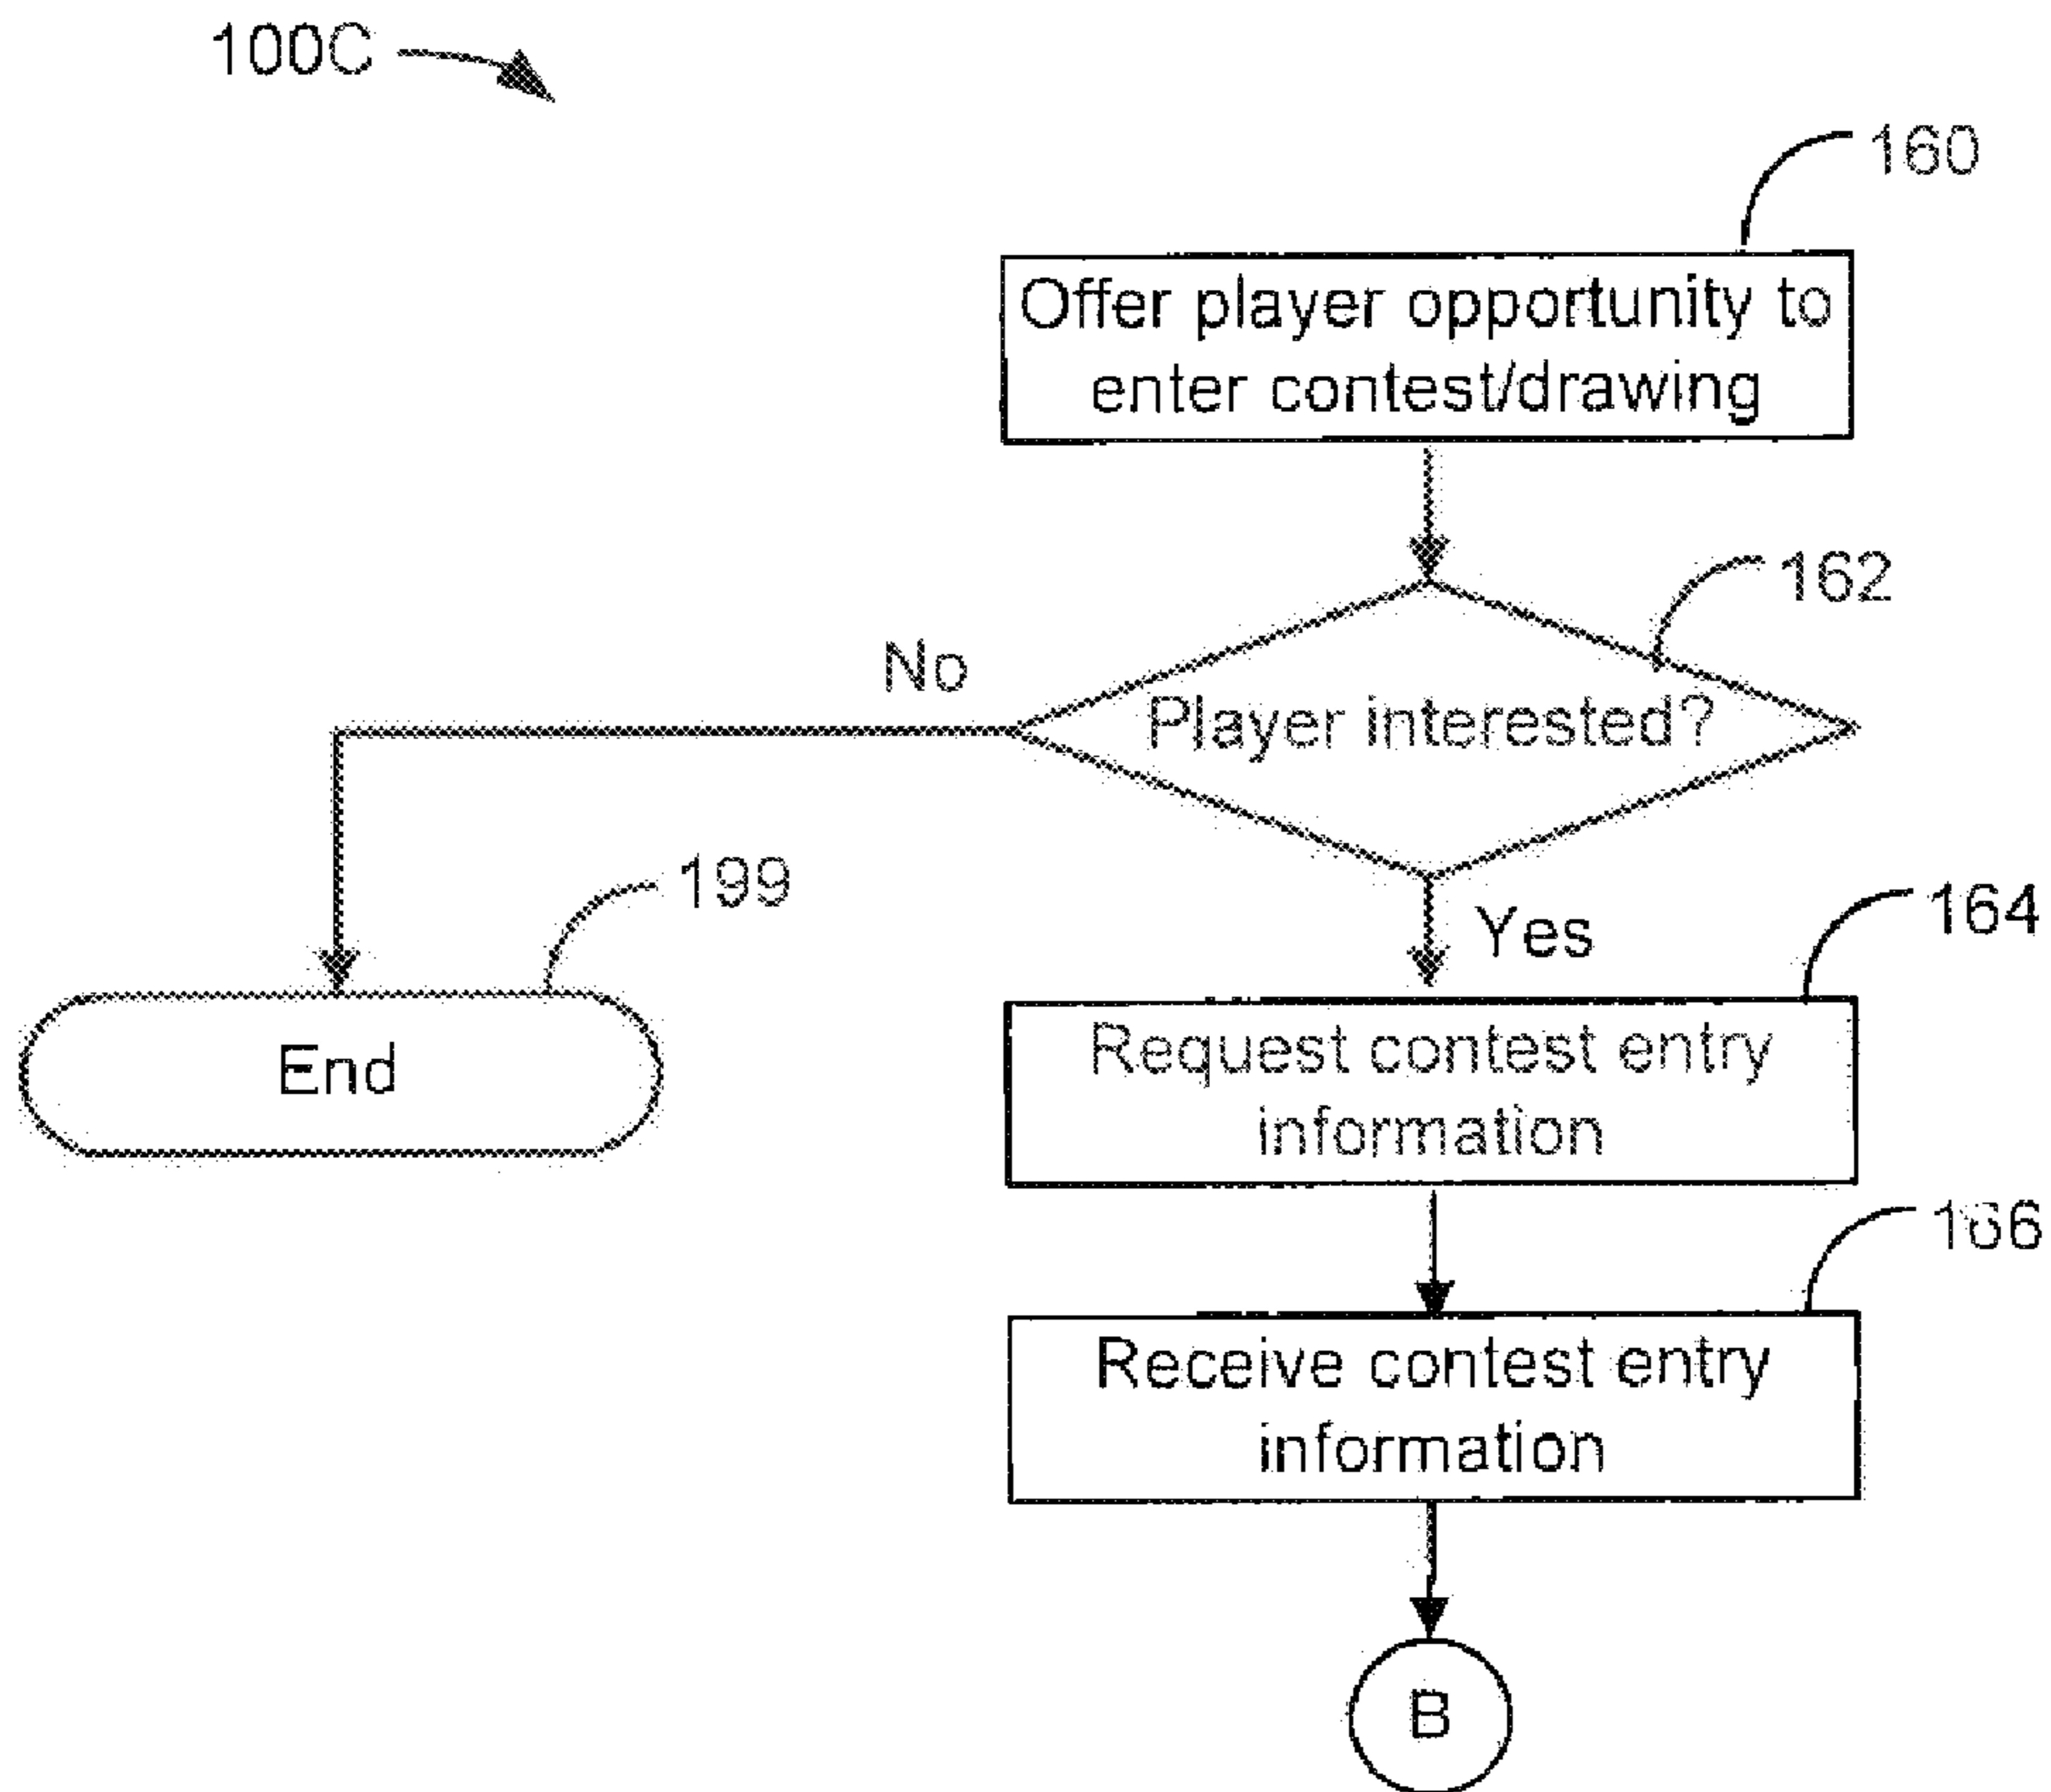 100C
160
Offer player opportunity to
enter contest/drawing
162
No
Player interested?
199
Yes
164
End
Request contest entry
information
166
Receive contest entry
information
B